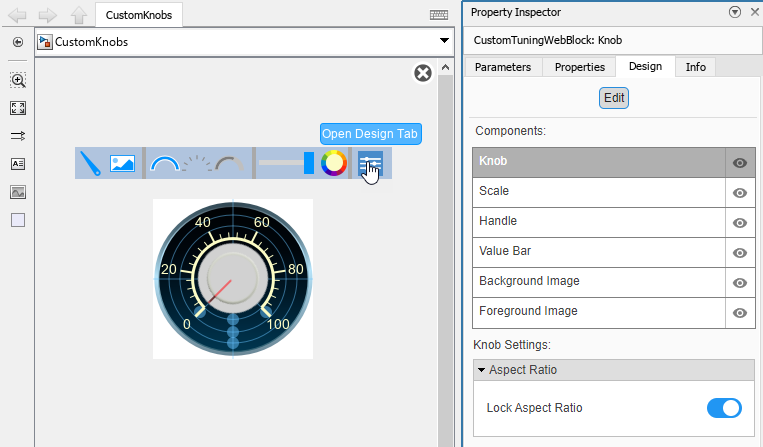 CustomKnobs
CustomKnobs
Open Design Tab
40 60
20 80
0 100
Property Inspector
CustomTuningWebBlock: Knob
Parameters Properties Design Info
Edit
Components:
Knob
Scale
Handle
Value Bar
Background Image
Foreground Image
Knob Settings:
Aspect Ratio
Lock Aspect Ratio